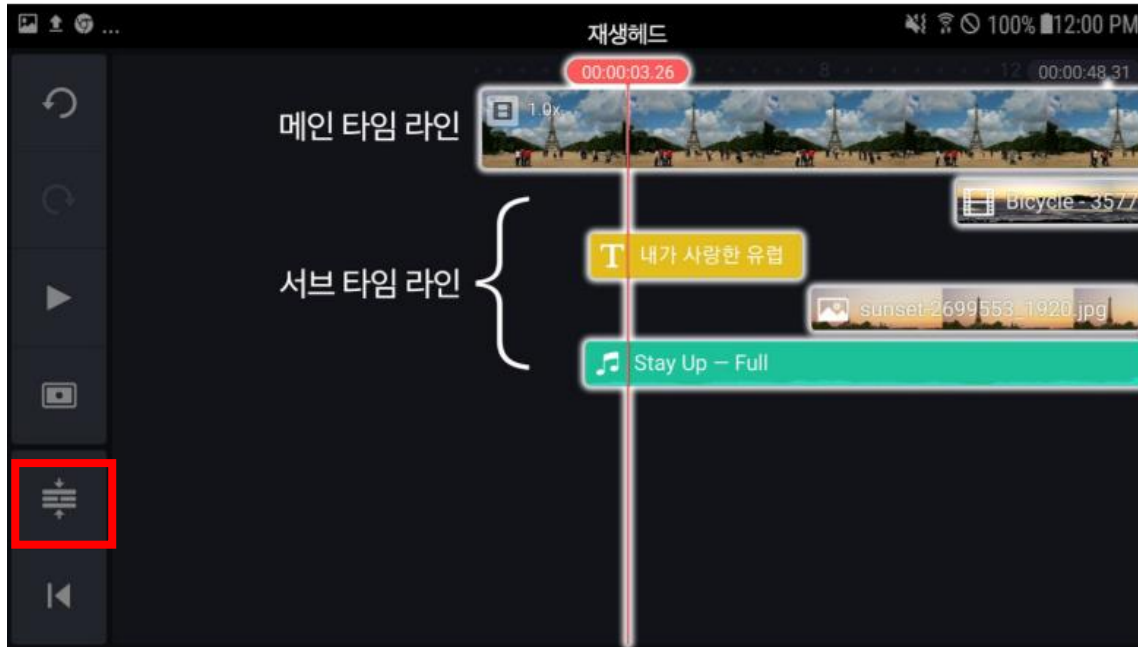 ... 100% 12:00 PM
재생헤드
00:00:03.26 8 12 00:00:48.31
메인 타임 라인 1.0x
Bicycle - 3577
T 내가 사랑한 유럽
서브 타임 라인
sunset-2699553_1920.jpg
Stay Up — Full